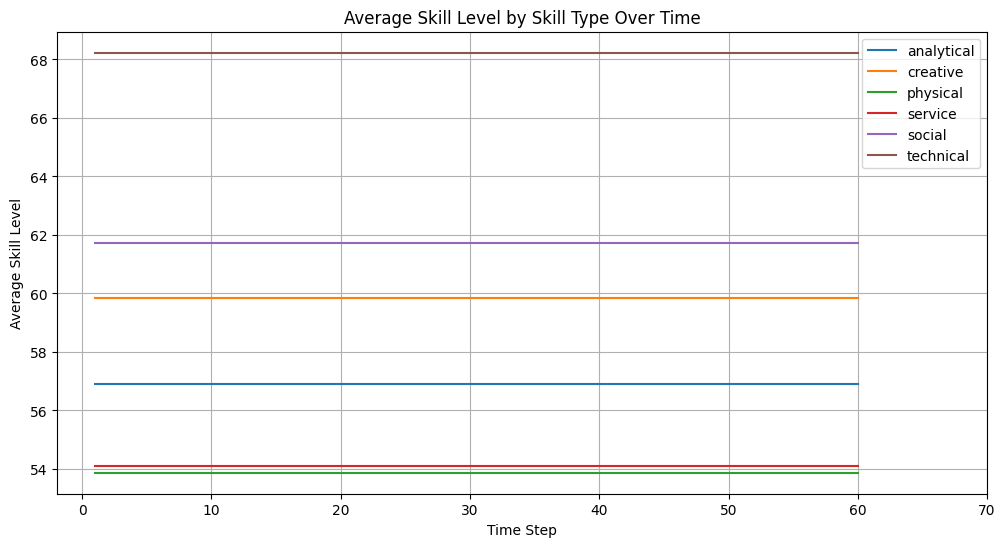 Average Skill Level by Skill Type Over Time
Average Skill Level
68
66
64
62
60
58
56
54
analytical
creative
physical
service
social
technical
0 10 20 30 40 50 60 70
Time Step